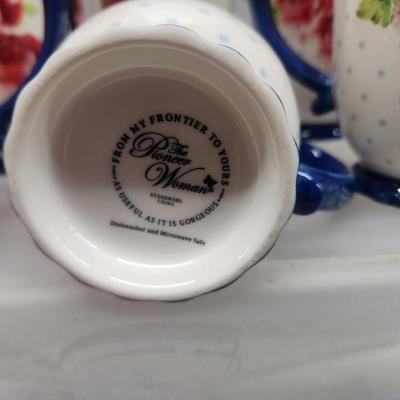 FROM MY FRONTIER TO YOURS
The
Pioneer
Woman
STONEWARE
CHINA
AS USEFUL AS IT IS GORGEOUS
Dishwasher and Microwave Safe